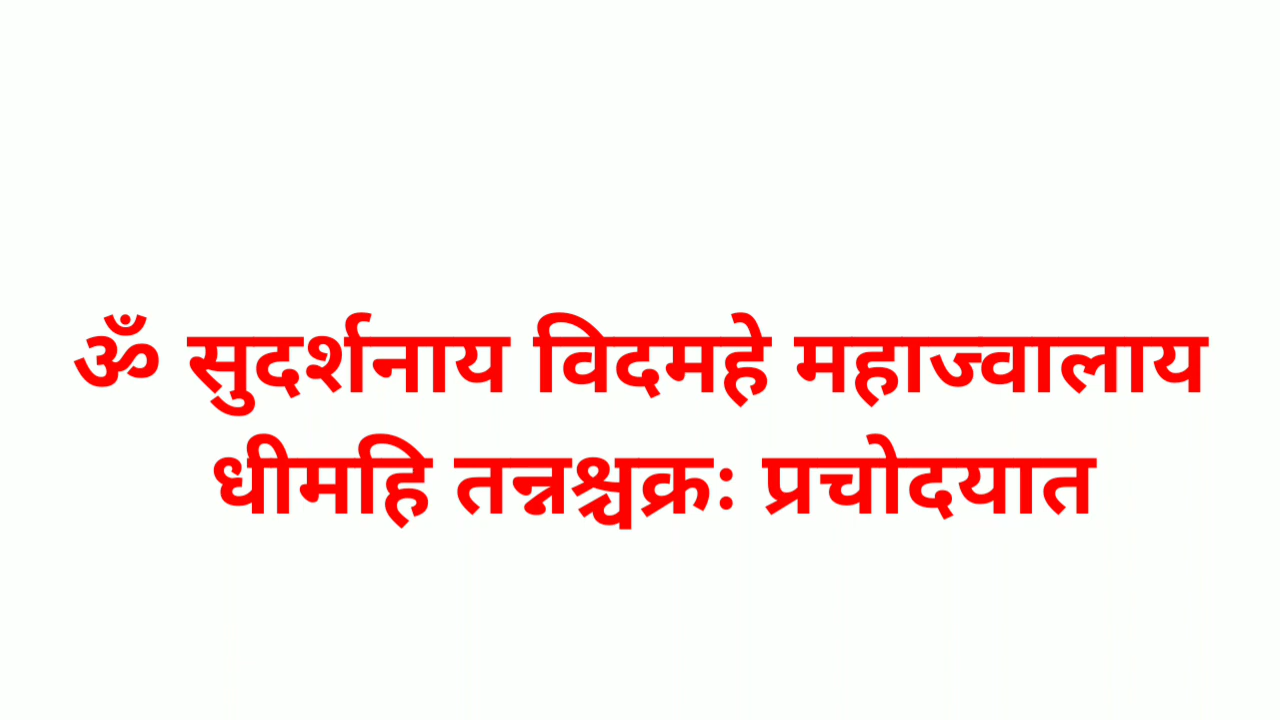 ॐ सुदर्शनाय विदमहे महाज्वालाय
धीमहि तन्नश्चक्रः प्रचोदयात